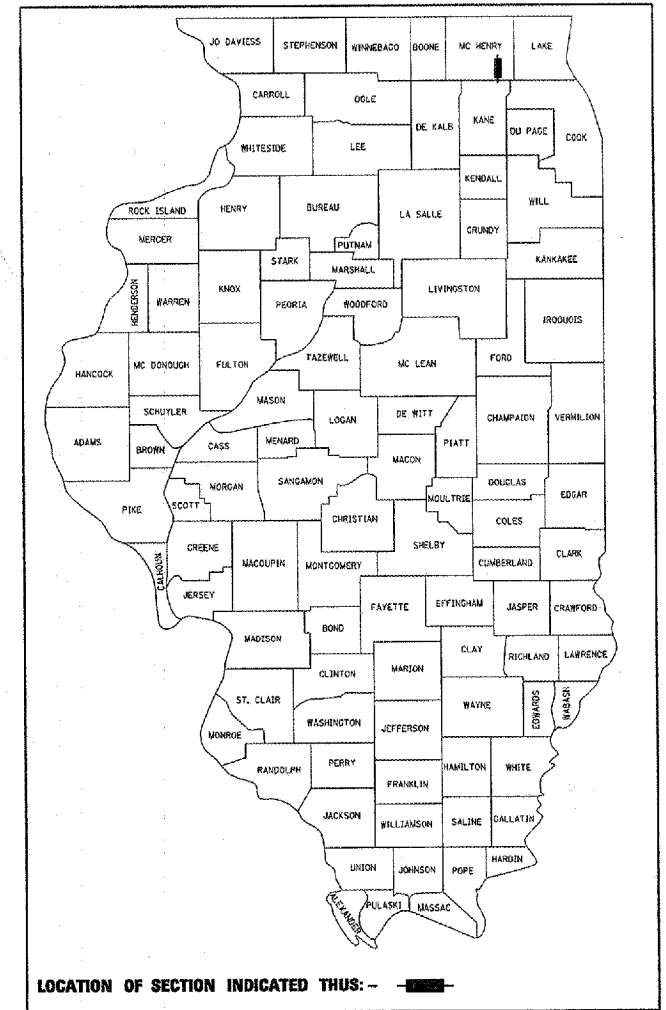 JO DAVIESS STEPHENSON WINNEBAGO BOONE MC HENRY LAKE
CARROLL OGLE DE KALB KANE DU PAGE COOK
WHITESIDE LEE KENDALL WILL
ROCK ISLAND HENRY BUREAU LA SALLE GRUNDY
MERCER PUTNAM KANKAKEE
STARK MARSHALL
HENDERSON WARREN KNOX PEORIA WOODFORD LIVINGSTON IROQUOIS
HANCOCK MC DONOUGH FULTON TAZEWELL MC LEAN FORD
SCHUYLER MASON LOGAN DE WITT CHAMPAIGN VERMILION
ADAMS BROWN CASS MENARD MACON PIATT
PIKE SCOTT MORGAN SANGAMON MOULTRIE DOUGLAS EDGAR
CHRISTIAN COLES
CALHOUN GREENE MACOUPIN MONTGOMERY SHELBY CUMBERLAND CLARK
JERSEY FAYETTE EFFINGHAM JASPER CRAWFORD
MADISON BOND CLAY RICHLAND LAWRENCE
CLINTON MARION
ST. CLAIR WASHINGTON JEFFERSON WAYNE EDWARDS WABASH
MONROE
RANDOLPH PERRY FRANKLIN HAMILTON WHITE
JACKSON WILLIAMSON SALINE GALLATIN
UNION JOHNSON POPE HARDIN
ALEXANDER PULASKI MASSAC
LOCATION OF SECTION INDICATED THUS:-